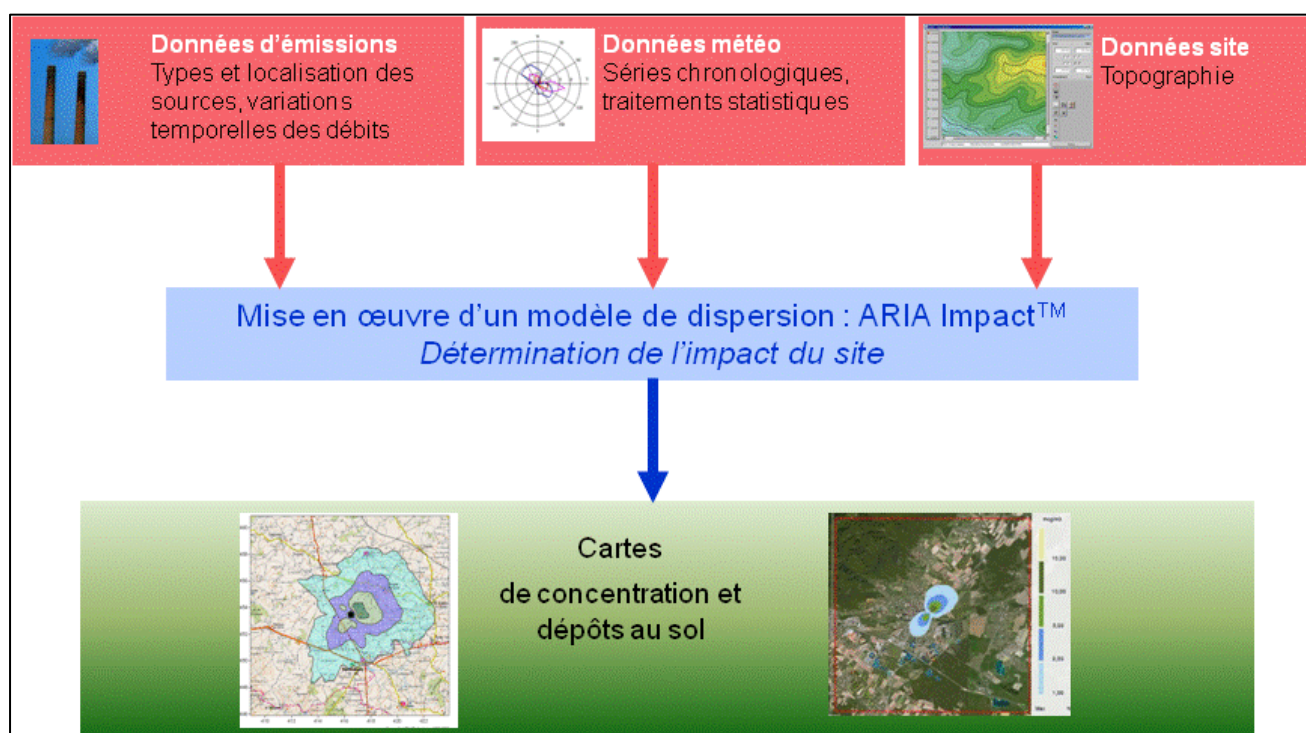 Données d'émissions
Types et localisation des
sources, variations
temporelles des débits
Données météo
Séries chronologiques,
traitements statistiques
Données site
Topographie
Mise en œuvre d'un modèle de dispersion : ARIA Impact™
Détermination de l'impact du site
Cartes
de concentration et
dépôts au sol